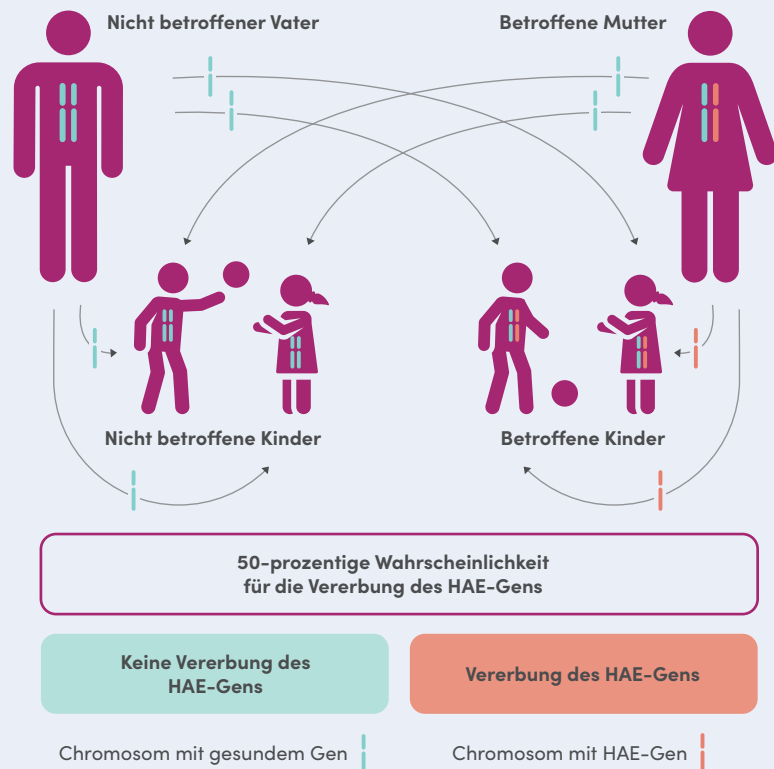 Nicht betroffener Vater
Betroffene Mutter
Nicht betroffene Kinder
Betroffene Kinder
50-prozentige Wahrscheinlichkeit
für die Vererbung des HAE-Gens
Keine Vererbung des
HAE-Gens
Vererbung des HAE-Gens
Chromosom mit gesundem Gen
Chromosom mit HAE-Gen